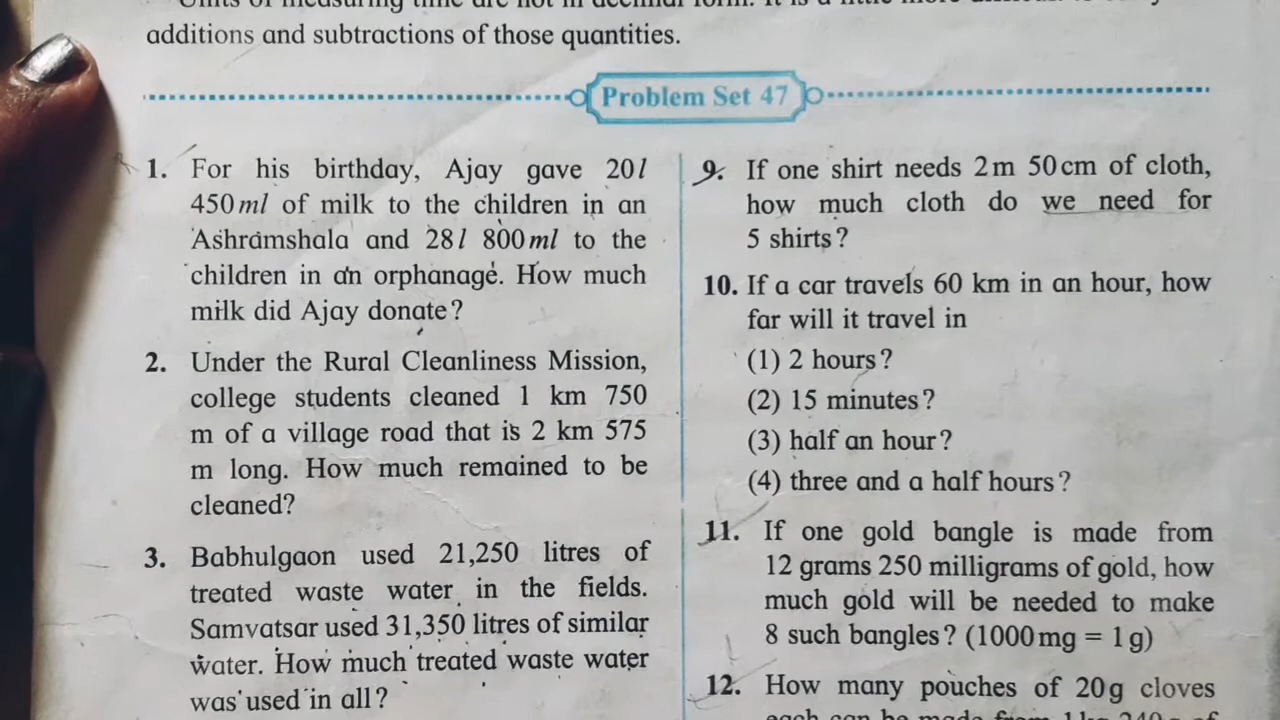 additions and subtractions of those quantities.
Problem Set 47
1. For his birthday, Ajay gave 20l
450ml of milk to the children in an
Ashramshala and 28l 800ml to the
children in an orphanage. How much
milk did Ajay donate?
2. Under the Rural Cleanliness Mission,
college students cleaned 1 km 750
m of a village road that is 2 km 575
m long. How much remained to be
cleaned?
3. Babhulgaon used 21,250 litres of
treated waste water in the fields.
Samvatsar used 31,350 litres of similar
water. How much treated waste water
was used in all?
9. If one shirt needs 2m 50cm of cloth,
how much cloth do we need for
5 shirts?
10. If a car travels 60 km in an hour, how
far will it travel in
(1) 2 hours?
(2) 15 minutes?
(3) half an hour?
(4) three and a half hours?
11. If one gold bangle is made from
12 grams 250 milligrams of gold, how
much gold will be needed to make
8 such bangles? (1000mg = 1g)
12. How many pouches of 20g cloves